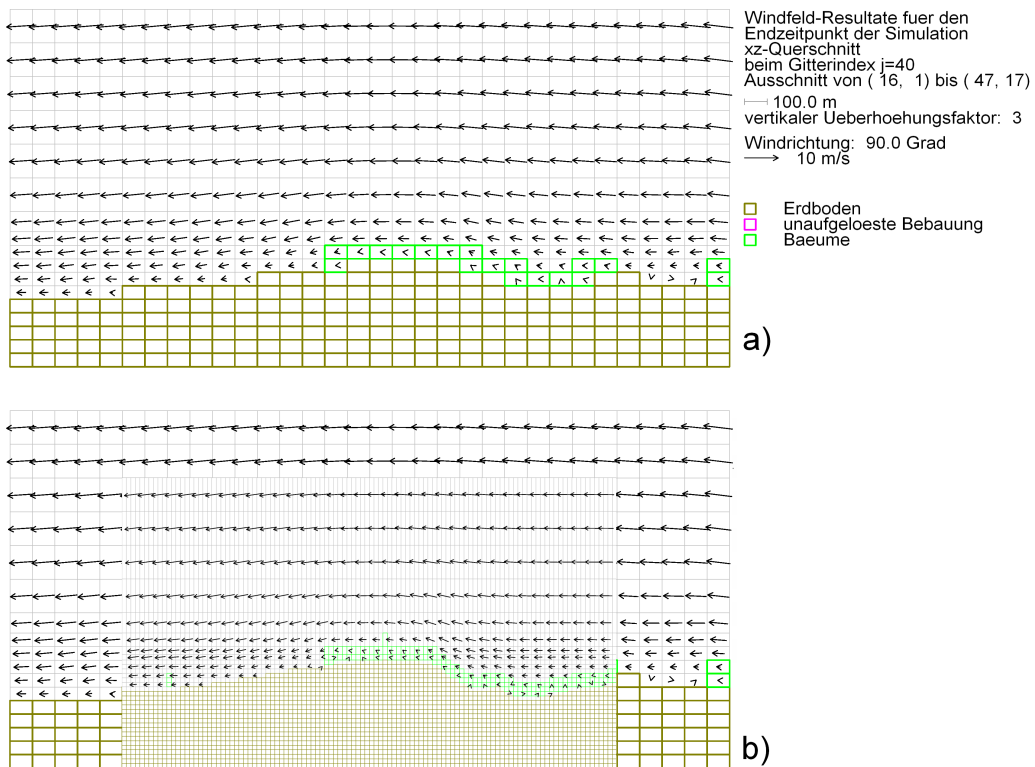 Windfeld-Resultate fuer den
Endzeitpunkt der Simulation
xz-Querschnitt
beim Gitterindex j=40
Ausschnitt von ( 16, 1) bis ( 47, 17)
100.0 m
vertikaler Ueberhoehungsfaktor: 3
Windrichtung: 90.0 Grad
10 m/s
Erdboden
unaufgeloeste Bebauung
Baeume
a)
b)